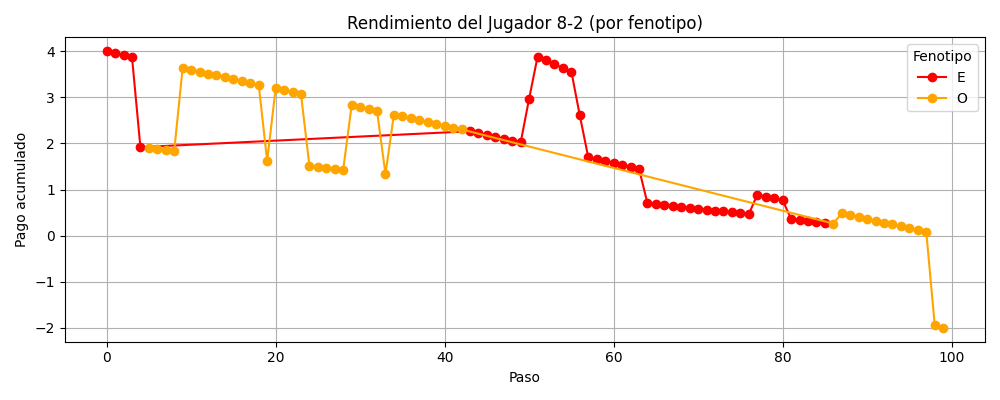 Rendimiento del Jugador 8-2 (por fenotipo)
Pago acumulado
4
3
2
1
0
−1
−2
Fenotipo
E
O
0 20 40 60 80 100
Paso